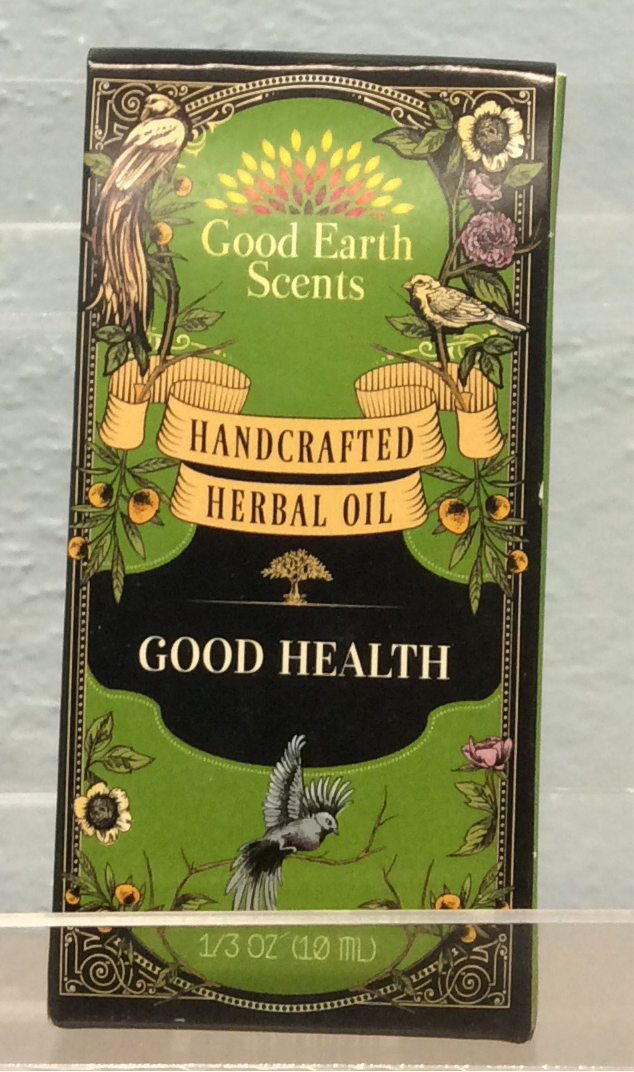 Good Earth
Scents
HANDCRAFTED
HERBAL OIL
GOOD HEALTH
1/3 OZ (10 ML)